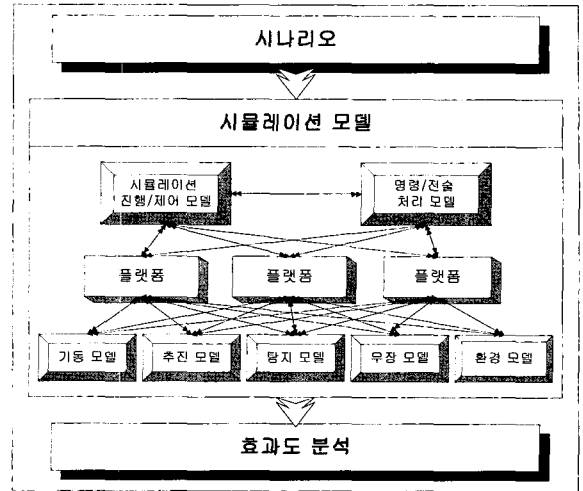 시나리오
시뮬레이션 모델
시뮬레이션
진행/제어 모델
명령/전술
처리 모델
플랫폼
플랫폼
플랫폼
기동 모델
추진 모델
탐지 모델
무장 모델
환경 모델
효과도 분석